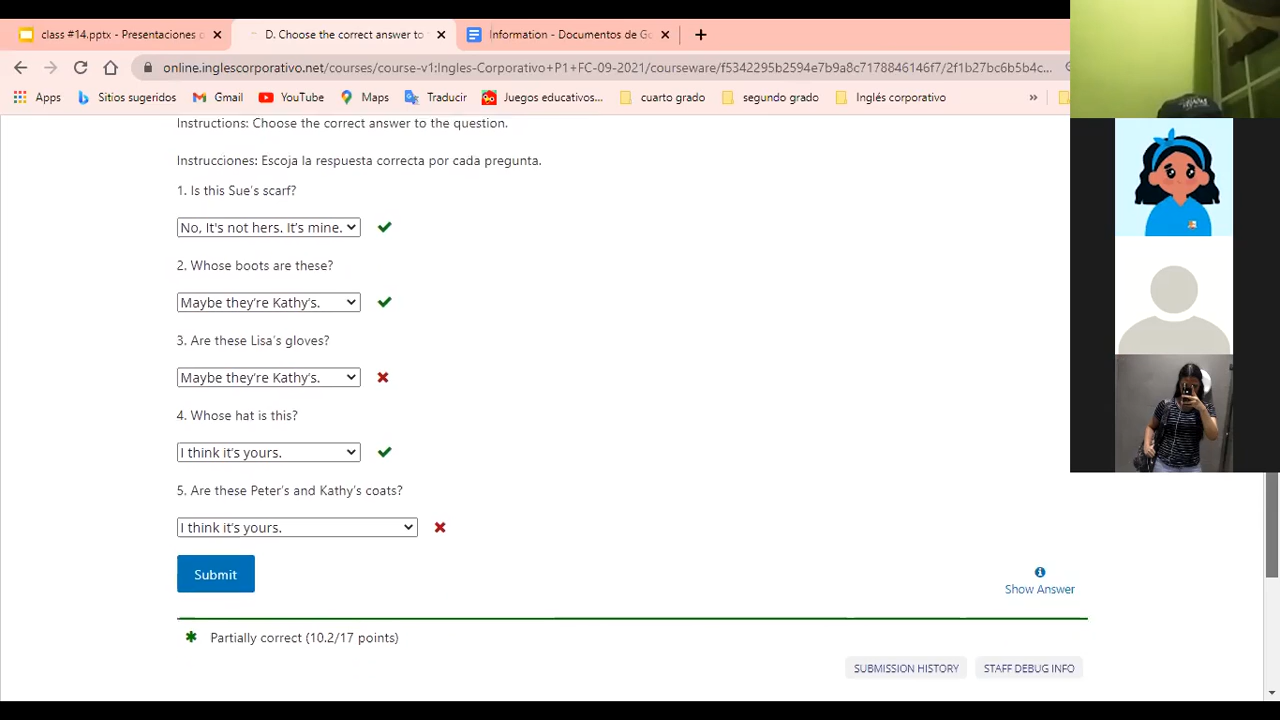 class #14.pptx - Presentaciones
D. Choose the correct answer to
Information - Documentos de Go
online.inglescorporativo.net/courses/course-v1:Ingles-Corporativo+P1+FC-09-2021/courseware/f5342295b2594e7b9a8c7178846146f7/2f1b27bc6b5b4c...
Apps
Sitios sugeridos
Gmail
YouTube
Maps
Traducir
Juegos educativos...
cuarto grado
segundo grado
Inglés corporativo
»
Instructions: Choose the correct answer to the question.
Instrucciones: Escoja la respuesta correcta por cada pregunta.
1. Is this Sue's scarf?
No, It's not hers. It's mine.
2. Whose boots are these?
Maybe they're Kathy's.
3. Are these Lisa's gloves?
Maybe they're Kathy's.
4. Whose hat is this?
I think it's yours.
5. Are these Peter's and Kathy's coats?
I think it's yours.
Submit
Show Answer
Partially correct (10.2/17 points)
SUBMISSION HISTORY
STAFF DEBUG INFO